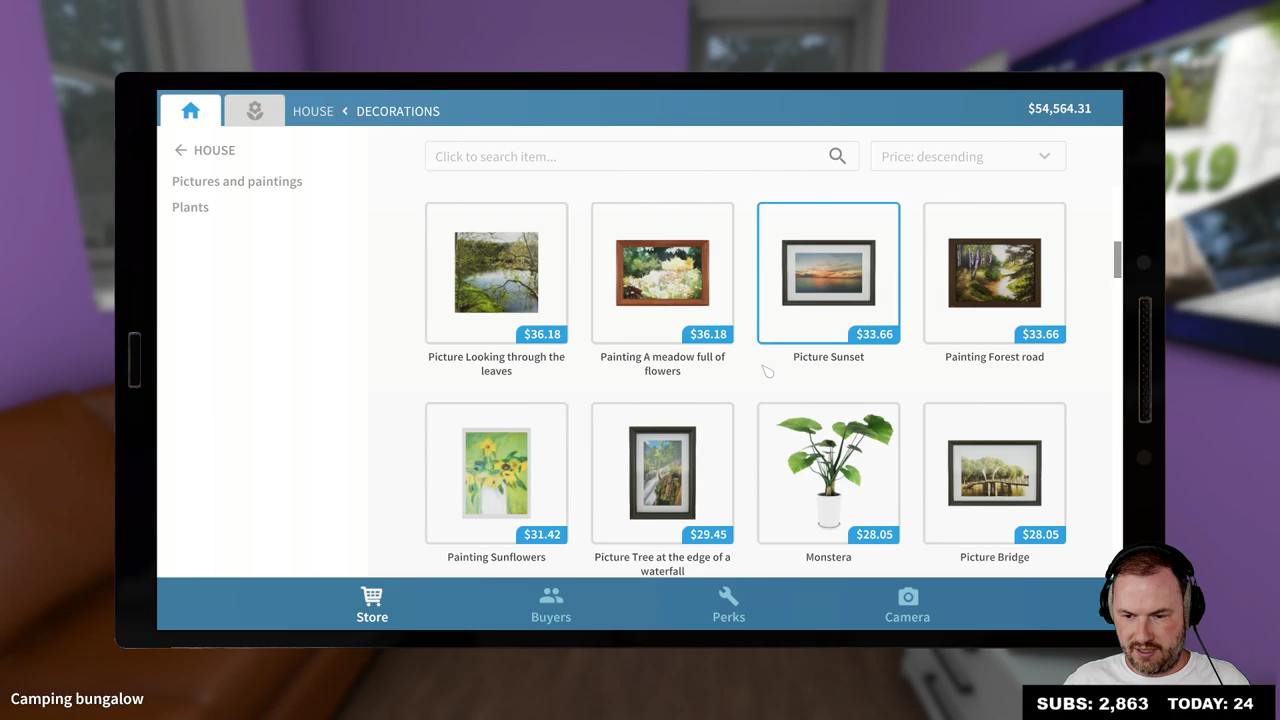 HOUSE < DECORATIONS
$54,564.31
HOUSE
Pictures and paintings
Plants
Click to search item...
Price: descending
$36.18
$36.18
$33.66
$33.66
Picture Looking through the
leaves
Painting A meadow full of
flowers
Picture Sunset
Painting Forest road
$31.42
$29.45
$28.05
$28.05
Painting Sunflowers
Picture Tree at the edge of a
waterfall
Monstera
Picture Bridge
Store
Buyers
Perks
Camera
Camping bungalow
SUBS: 2,863 TODAY: 24